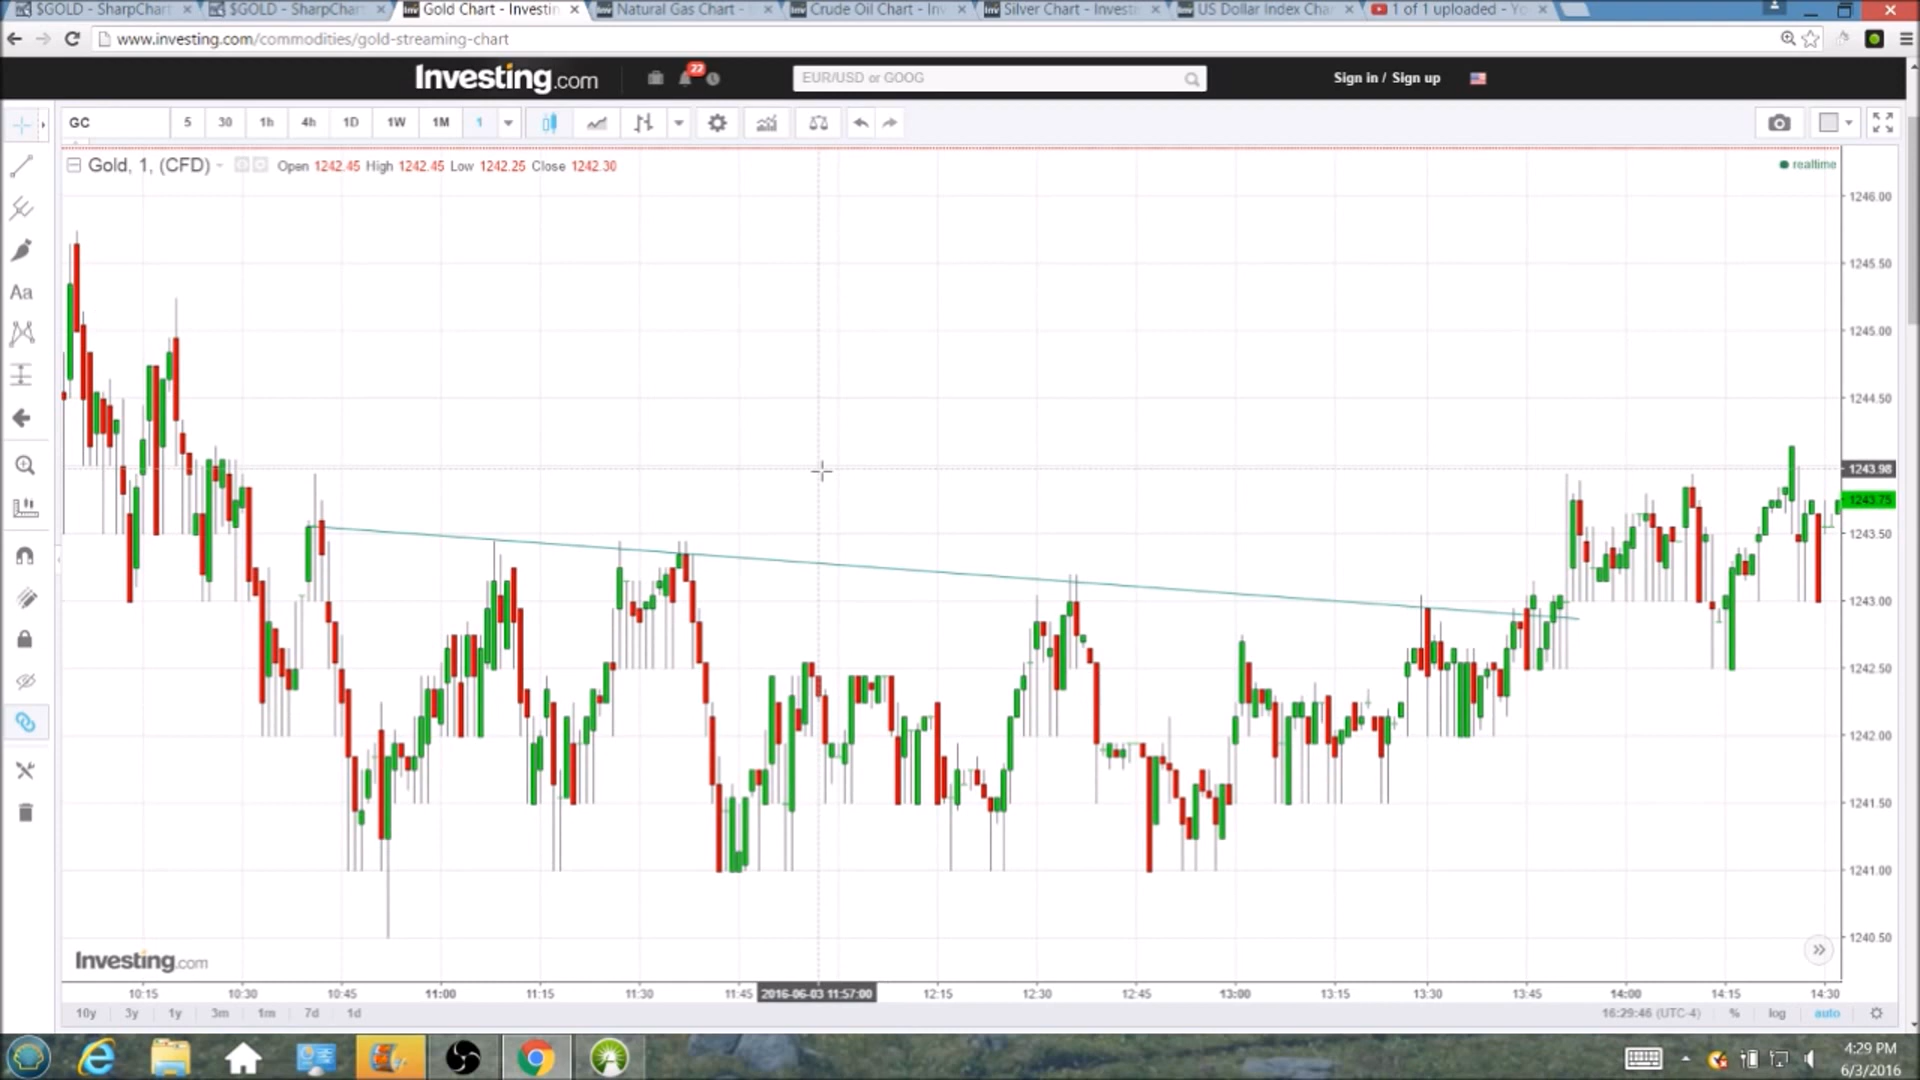 $GOLD - SharpChart
$GOLD - SharpChart
Gold Chart - Investin
Natural Gas Chart -
Crude Oil Chart - Inv
Silver Chart - Investi
US Dollar Index Cha
1 of 1 uploaded - Yo
www.investing.com/commodities/gold-streaming-chart
Investing.com
22
EUR/USD or GOOG
Sign in / Sign up
GC
5
30
1h
4h
1D
1W
1M
1
Gold, 1, (CFD)
Open 1242.45 High 1242.45 Low 1242.25 Close 1242.30
realtime
Aa
1246.00
1245.50
1245.00
1244.50
1243.98
1243.75
1243.50
1243.00
1242.50
1242.00
1241.50
1241.00
1240.50
Investing.com
10:15
10:30
10:45
11:00
11:15
11:30
11:45
2016-06-03 11:57:00
12:15
12:30
12:45
13:00
13:15
13:30
13:45
14:00
14:15
14:30
10y
3y
1y
3m
1m
7d
1d
16:29:46 (UTC-4)
%
log
auto
4:29 PM
6/3/2016